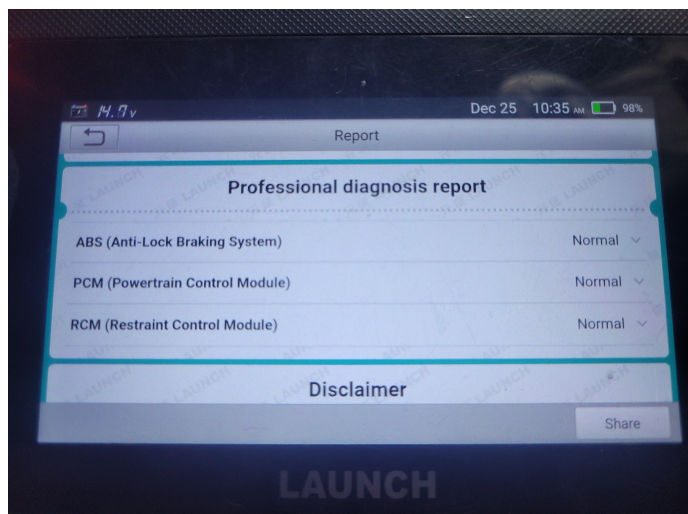 14.0v Dec 25 10:35 AM 98%
Report
Professional diagnosis report
ABS (Anti-Lock Braking System) Normal
PCM (Powertrain Control Module) Normal
RCM (Restraint Control Module) Normal
Disclaimer
Share
LAUNCH